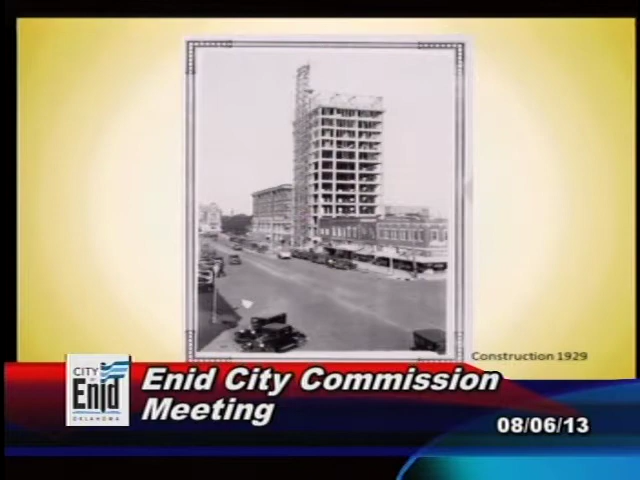 Construction 1929
CITY
OF
Enid
OKLAHOMA
Enid City Commission
Meeting
08/06/13